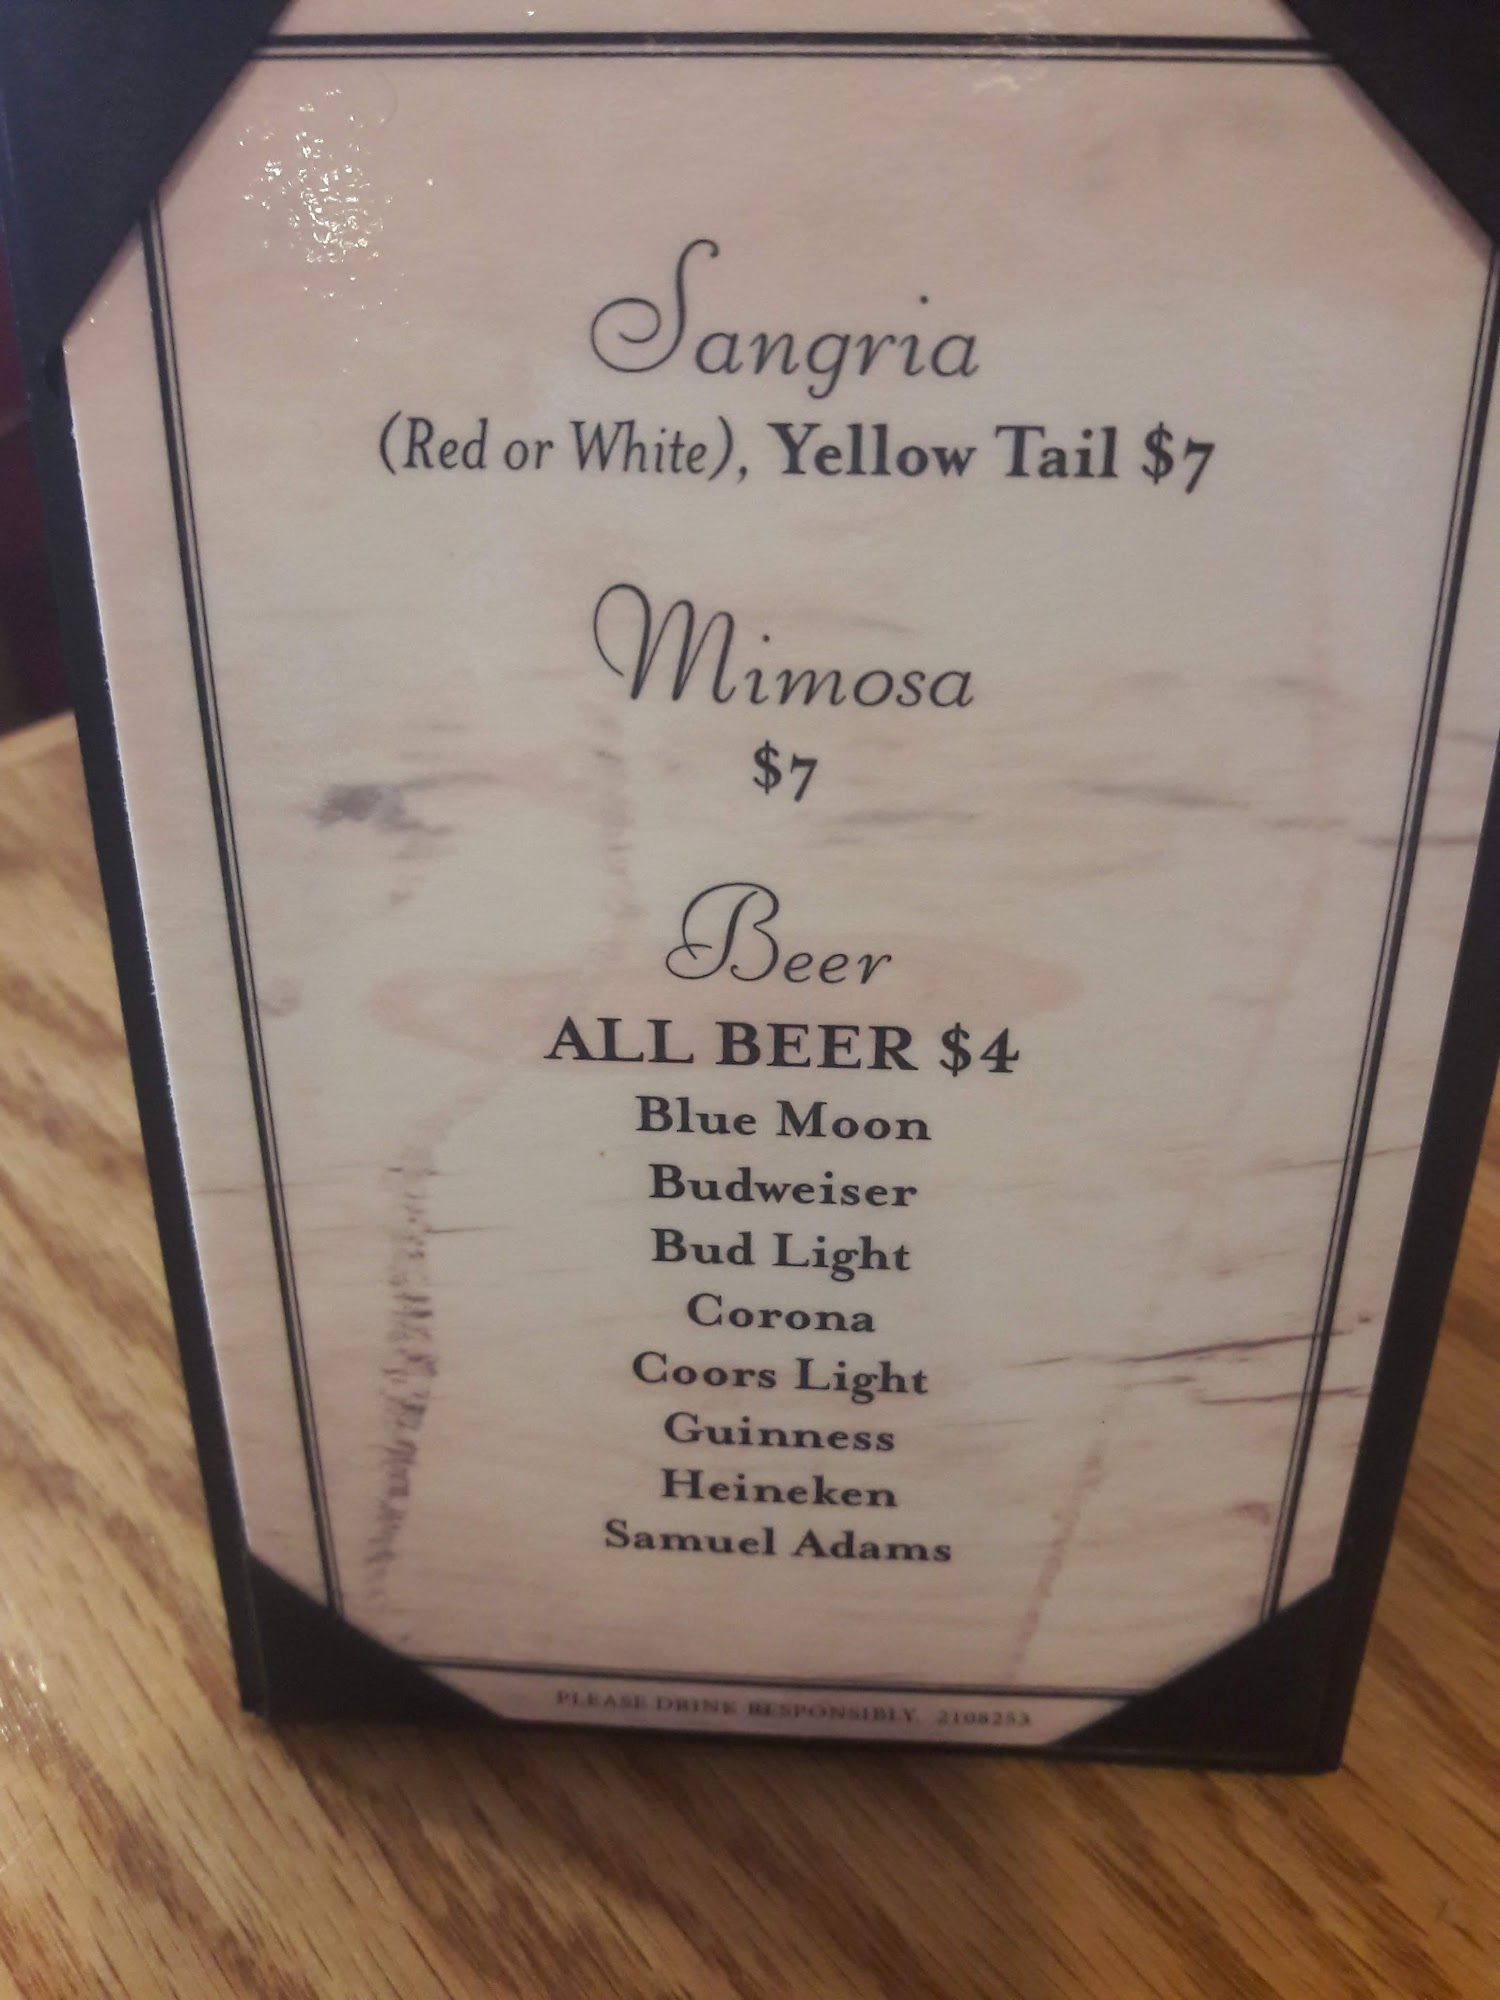 Sangria
(Red or White), Yellow Tail $7
Mimosa
$7
Beer
ALL BEER $4
Blue Moon
Budweiser
Bud Light
Corona
Coors Light
Guinness
Heineken
Samuel Adams
PLEASE DRINK RESPONSIBLY. 2108253